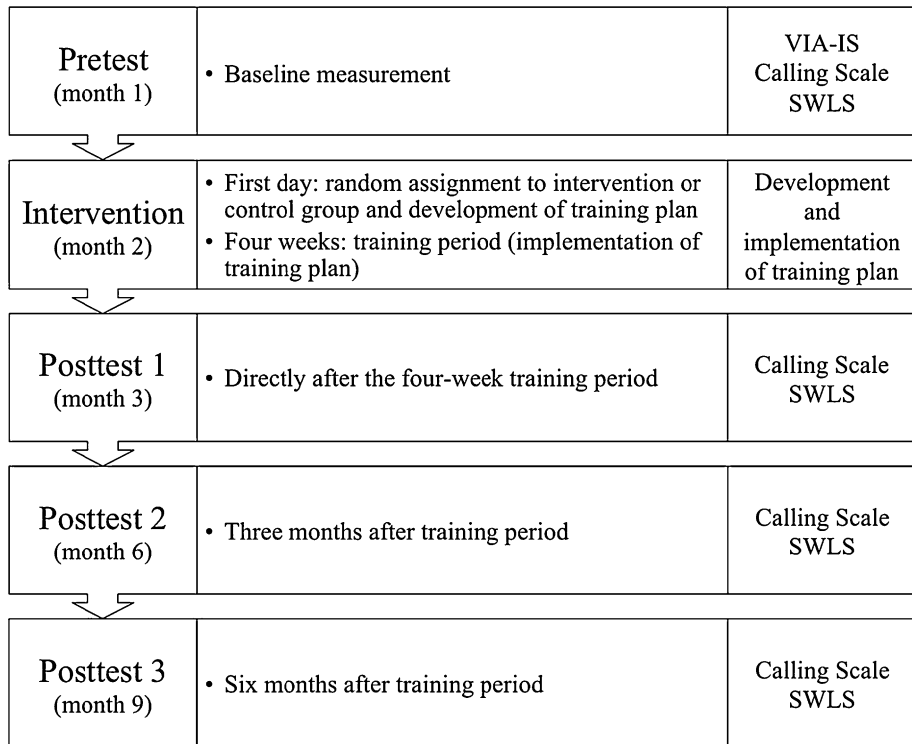 Pretest
(month 1)
• Baseline measurement
VIA-IS
Calling Scale
SWLS
Intervention
(month 2)
• First day: random assignment to intervention or
control group and development of training plan
• Four weeks: training period (implementation of
training plan)
Development
and
implementation
of training plan
Posttest 1
(month 3)
• Directly after the four-week training period
Calling Scale
SWLS
Posttest 2
(month 6)
• Three months after training period
Calling Scale
SWLS
Posttest 3
(month 9)
• Six months after training period
Calling Scale
SWLS